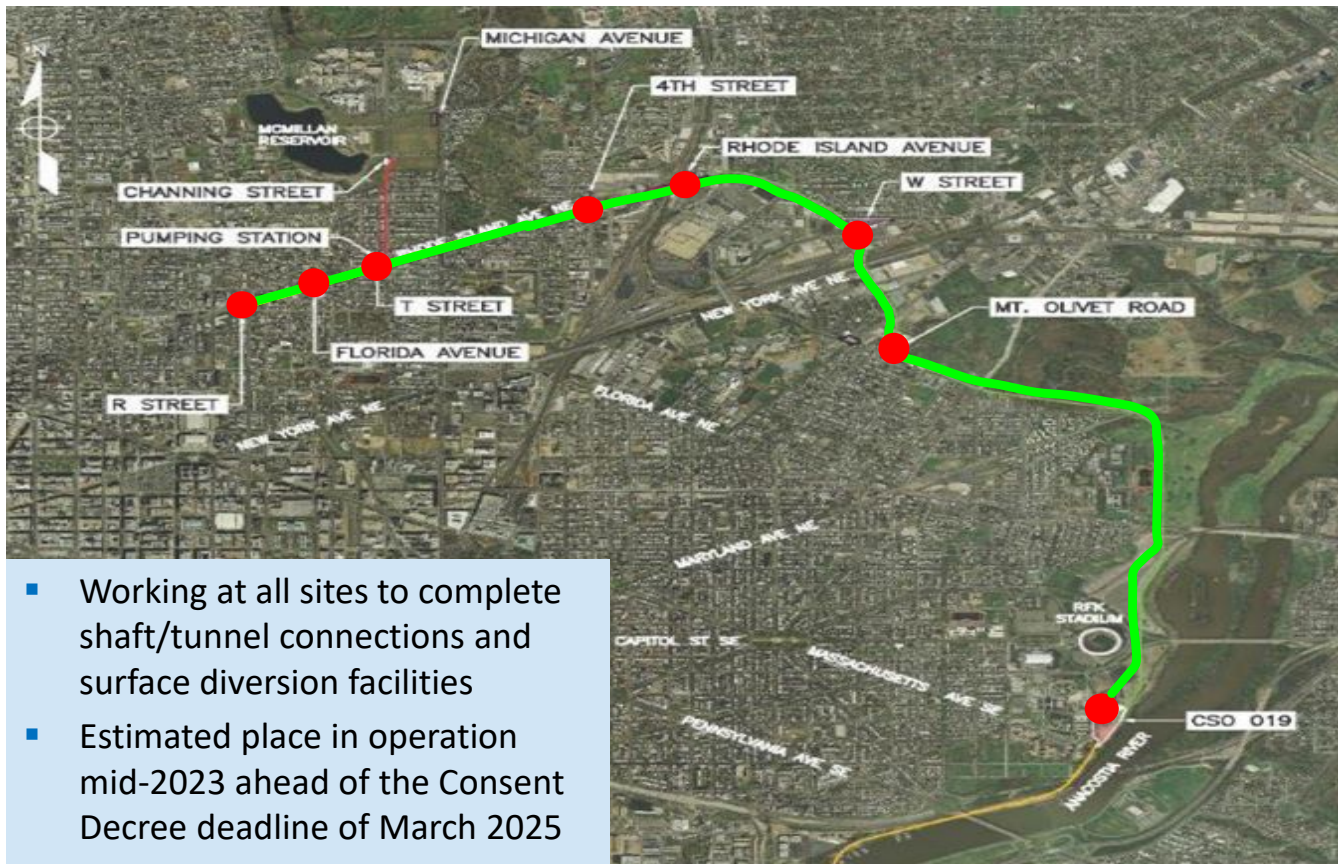 MICHIGAN AVENUE
N
4TH STREET
MCMILLAN
RESERVOIR
RHODE ISLAND AVENUE
CHANNING STREET
W STREET
PUMPING STATION
RHODE ISLAND AVE NE
T STREET
NEW YORK AVE NE
MT. OLIVET ROAD
FLORIDA AVENUE
R STREET
FLORIDA AVE NE
NEW YORK AVE NE
MARYLAND AVE NE
RFK
STADIUM
CAPITOL ST SE
MASSACHUSETTS AVE SE
CSO 019
PENNSYLVANIA AVE SE
ANACOSTIA RIVER
▪ Working at all sites to complete
shaft/tunnel connections and
surface diversion facilities
▪ Estimated place in operation
mid-2023 ahead of the Consent
Decree deadline of March 2025